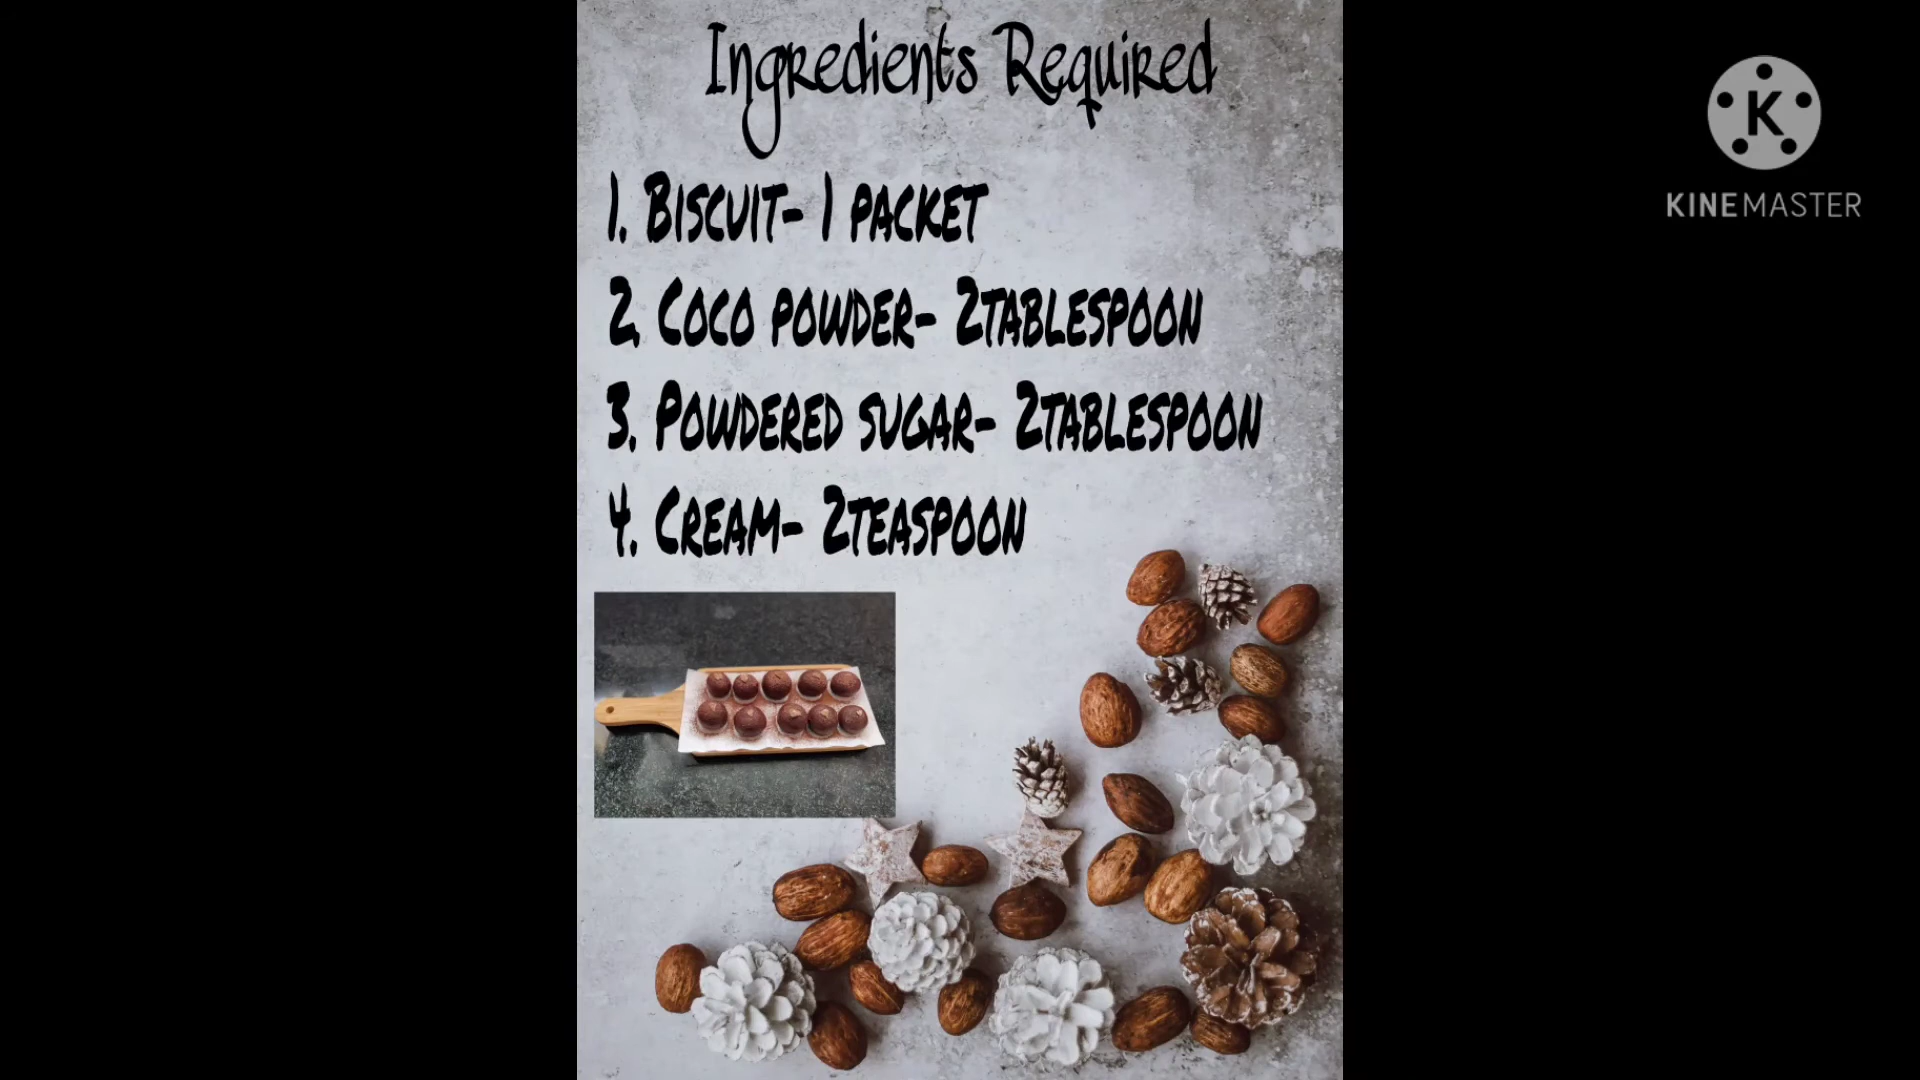 Ingredients Required
1. Biscuit- 1 packet
2. Coco powder- 2tablespoon
3. Powdered sugar- 2tablespoon
4. Cream- 2teaspoon
K
KINEMASTER